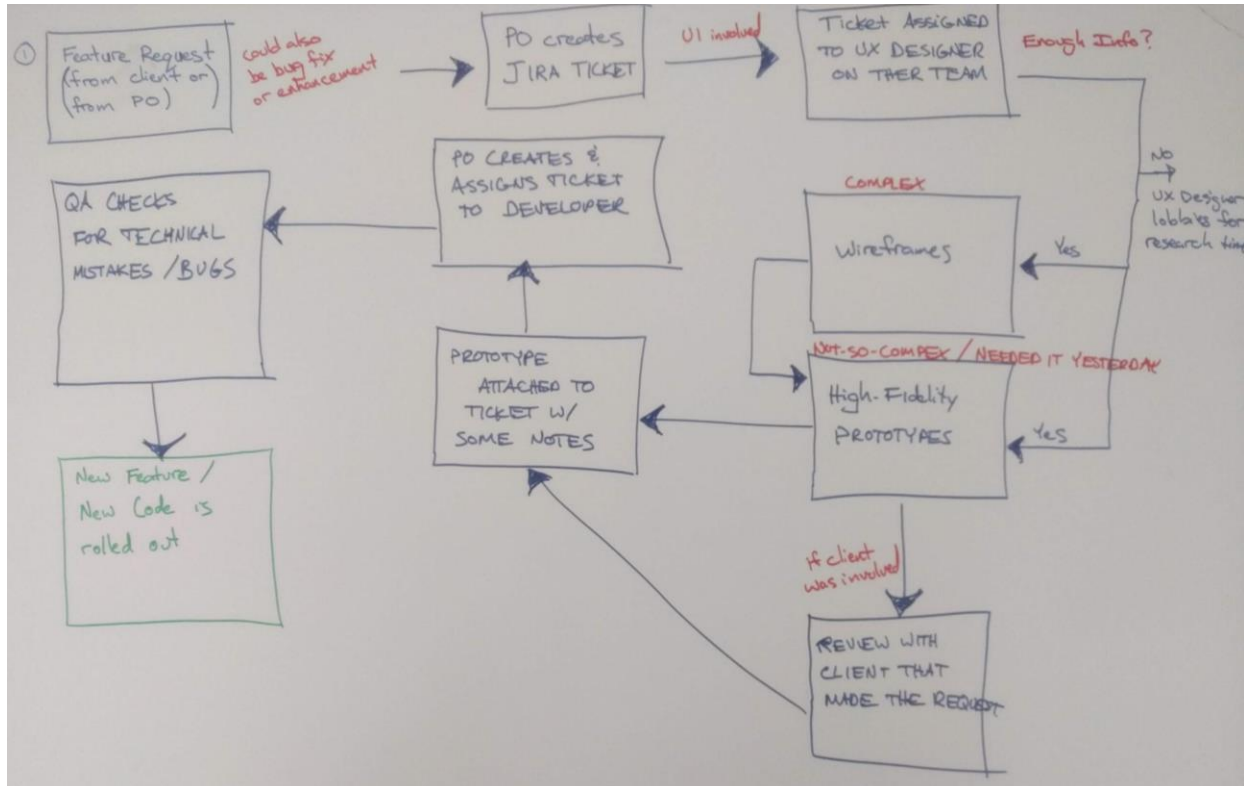 ①
Feature Request
(from client or)
(from PO)
could also
be bug fix
or enhancement
PO creates
JIRA TICKET
UI involved
TICKET ASSIGNED
TO UX DESIGNER
ON THER TEAM
Enough Info?
NO
UX Designer
lobbies for
research
Yes
COMPLEX
Wireframes
NOT-SO-COMPEX / NEEDED IT YESTERDAY
High-Fidelity
PROTOTYPES
Yes
if client
was involved
REVIEW WITH
CLIENT THAT
MADE THE REQUEST
PROTOTYPE
ATTACHED TO
TICKET W/
SOME NOTES
PO CREATES &
ASSIGNS TICKET
TO DEVELOPER
QA CHECKS
FOR TECHNICAL
MISTAKES / BUGS
New Feature /
New Code is
rolled out